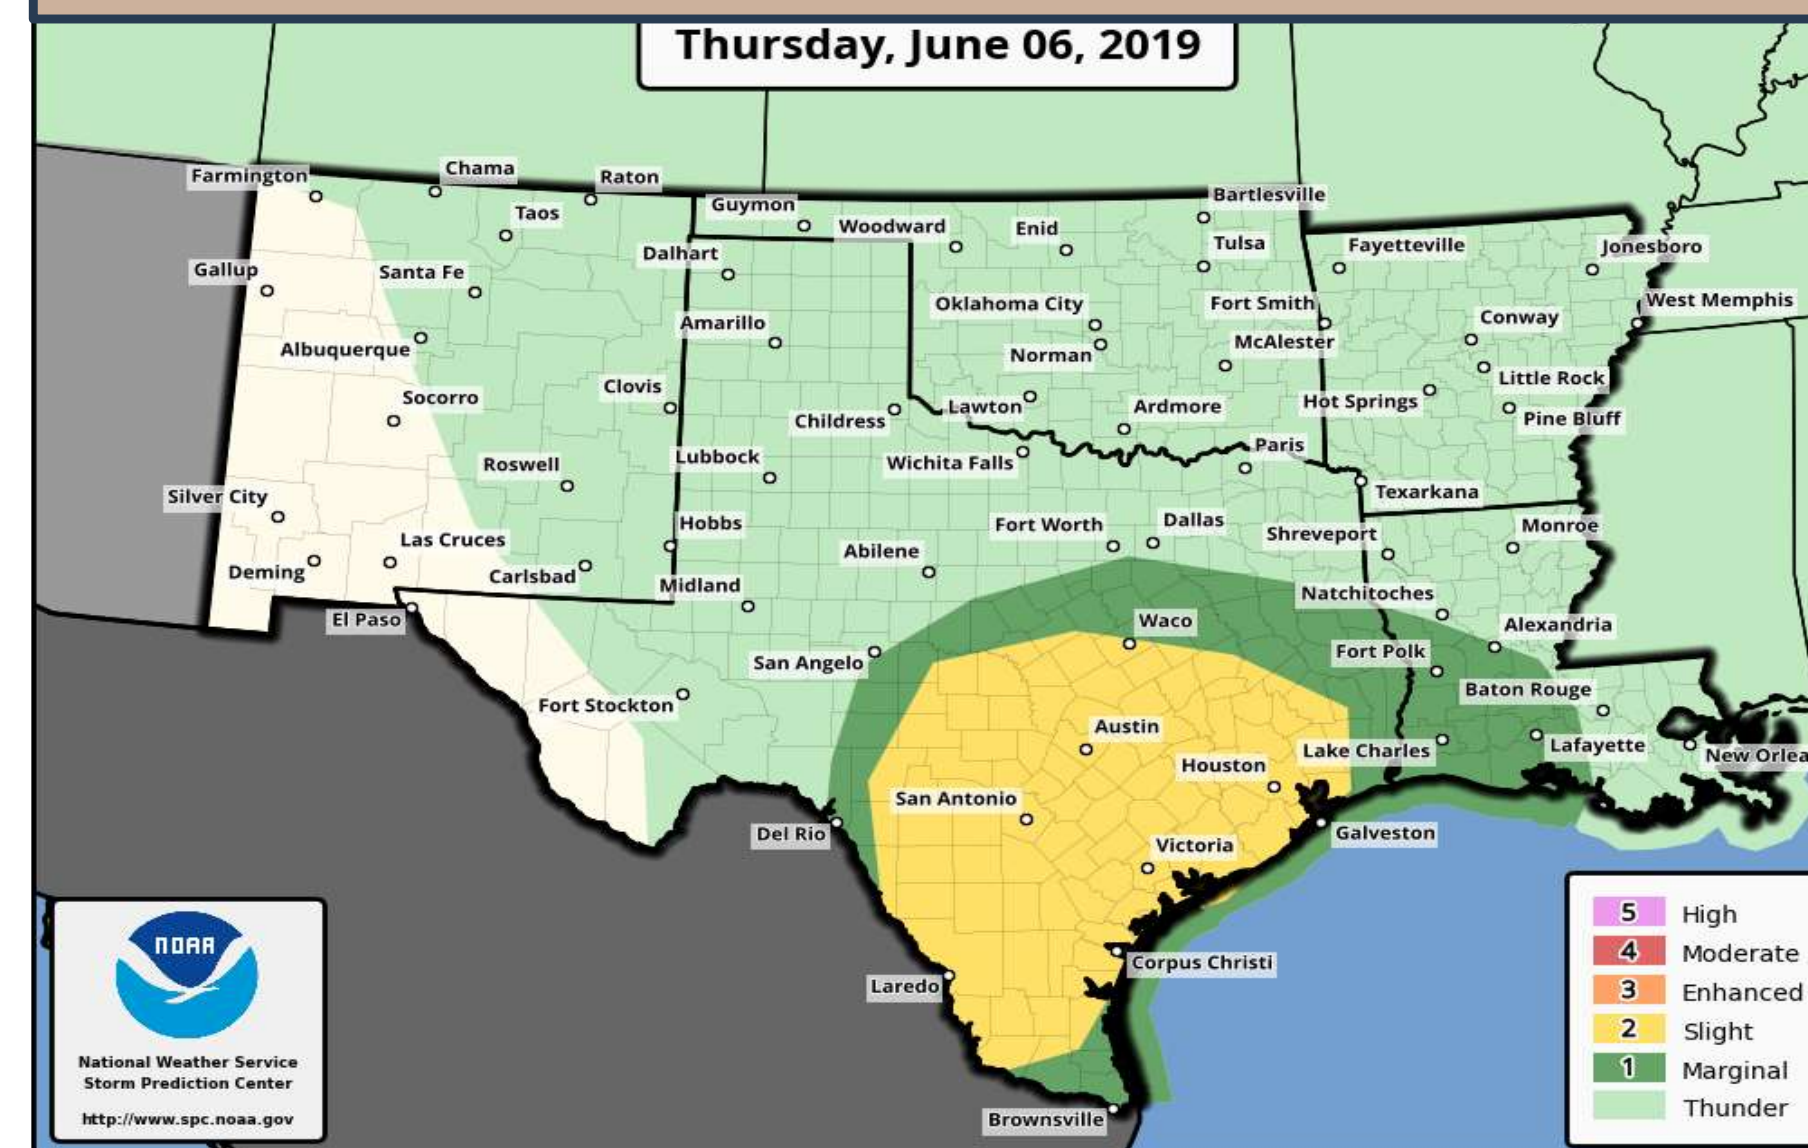 Thursday, June 06, 2019
Farmington
Chama
Raton
Guymon
Bartlesville
Taos
Woodward
Enid
Tulsa
Fayetteville
Jonesboro
Gallup
Santa Fe
Dalhart
Oklahoma City
Fort Smith
West Memphis
Albuquerque
Amarillo
Norman
McAlester
Conway
Socorro
Clovis
Childress
Lawton
Ardmore
Hot Springs
Little Rock
Pine Bluff
Roswell
Lubbock
Wichita Falls
Paris
Silver City
Texarkana
Las Cruces
Hobbs
Fort Worth
Dallas
Shreveport
Monroe
Deming
Carlsbad
Midland
Abilene
Natchitoches
El Paso
Waco
Alexandria
San Angelo
Fort Polk
Fort Stockton
Baton Rouge
Austin
Lake Charles
Lafayette
New Orlea
Houston
San Antonio
Del Rio
Victoria
Galveston
Corpus Christi
Laredo
Brownsville
NOAA
National Weather Service
Storm Prediction Center
http://www.spc.noaa.gov
5 High
4 Moderate
3 Enhanced
2 Slight
1 Marginal
Thunder